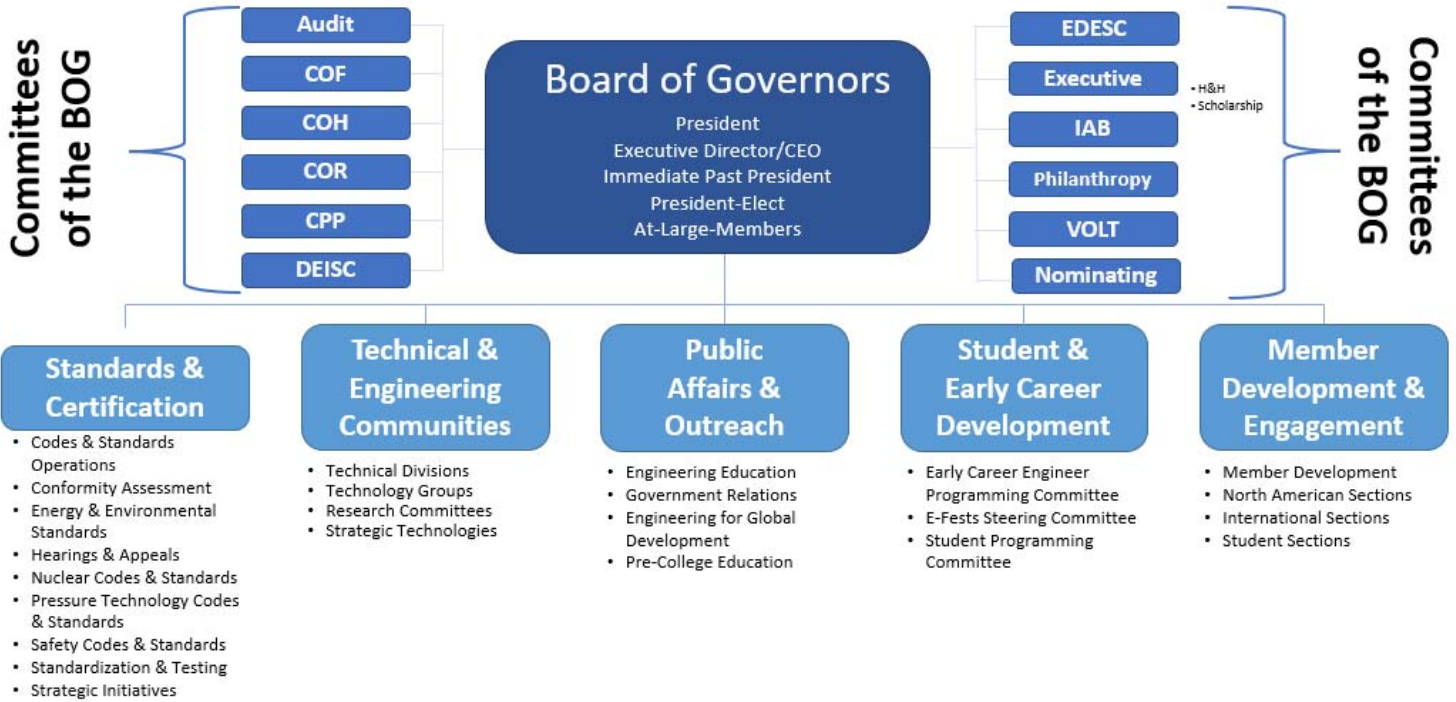 Committees
of the BOG
Audit
COF
COH
COR
CPP
DEISC
Board of Governors
President
Executive Director/CEO
Immediate Past President
President-Elect
At-Large-Members
EDESC
Executive
• H&H
• Scholarship
IAB
Philanthropy
VOLT
Nominating
Committees
of the BOG
Standards &
Certification
• Codes & Standards
Operations
• Conformity Assessment
• Energy & Environmental
Standards
• Hearings & Appeals
• Nuclear Codes & Standards
• Pressure Technology Codes
& Standards
• Safety Codes & Standards
• Standardization & Testing
• Strategic Initiatives
Technical &
Engineering
Communities
• Technical Divisions
• Technology Groups
• Research Committees
• Strategic Technologies
Public
Affairs &
Outreach
• Engineering Education
• Government Relations
• Engineering for Global
Development
• Pre-College Education
Student &
Early Career
Development
• Early Career Engineer
Programming Committee
• E-Fests Steering Committee
• Student Programming
Committee
Member
Development &
Engagement
• Member Development
• North American Sections
• International Sections
• Student Sections